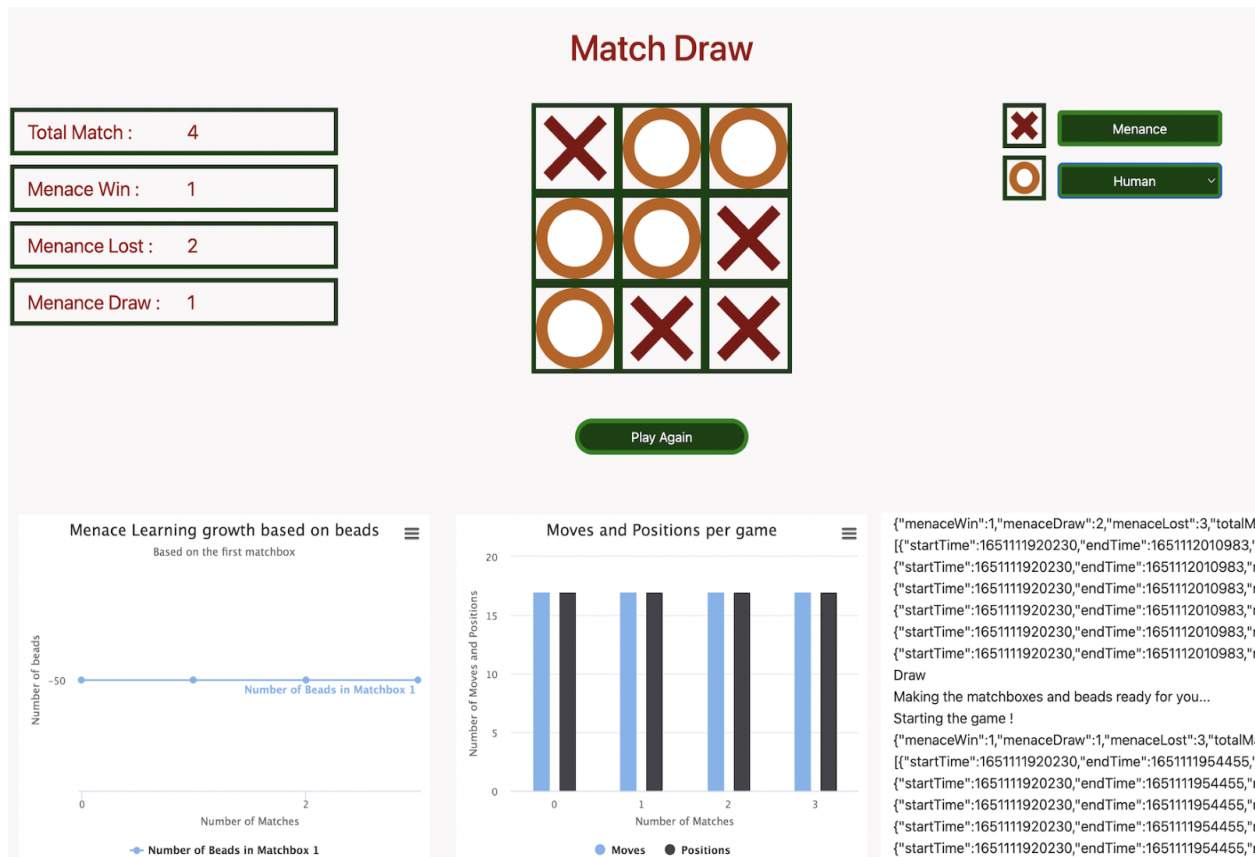 Match Draw
Total Match : 4
Menace Win : 1
Menance Lost : 2
Menance Draw : 1
Menance
Human
Play Again
Menace Learning growth based on beads
Based on the first matchbox
Number of beads
-50
Number of Beads in Matchbox 1
0 2
Number of Matches
Number of Beads in Matchbox 1
Moves and Positions per game
Number of Moves and Positions
20
15
10
5
0
0 1 2 3
Number of Matches
Moves Positions
{"menaceWin":1,"menaceDraw":2,"menaceLost":3,"totalM
[{"startTime":1651111920230,"endTime":1651112010983,"
{"startTime":1651111920230,"endTime":1651112010983,"r
{"startTime":1651111920230,"endTime":1651112010983,"r
{"startTime":1651111920230,"endTime":1651112010983,"r
{"startTime":1651111920230,"endTime":1651112010983,"r
{"startTime":1651111920230,"endTime":1651112010983,"r
Draw
Making the matchboxes and beads ready for you...
Starting the game !
{"menaceWin":1,"menaceDraw":1,"menaceLost":3,"totalM
[{"startTime":1651111920230,"endTime":1651111954455,"
{"startTime":1651111920230,"endTime":1651111954455,"r
{"startTime":1651111920230,"endTime":1651111954455,"r
{"startTime":1651111920230,"endTime":1651111954455,"r
{"startTime":1651111920230,"endTime":1651111954455,"r